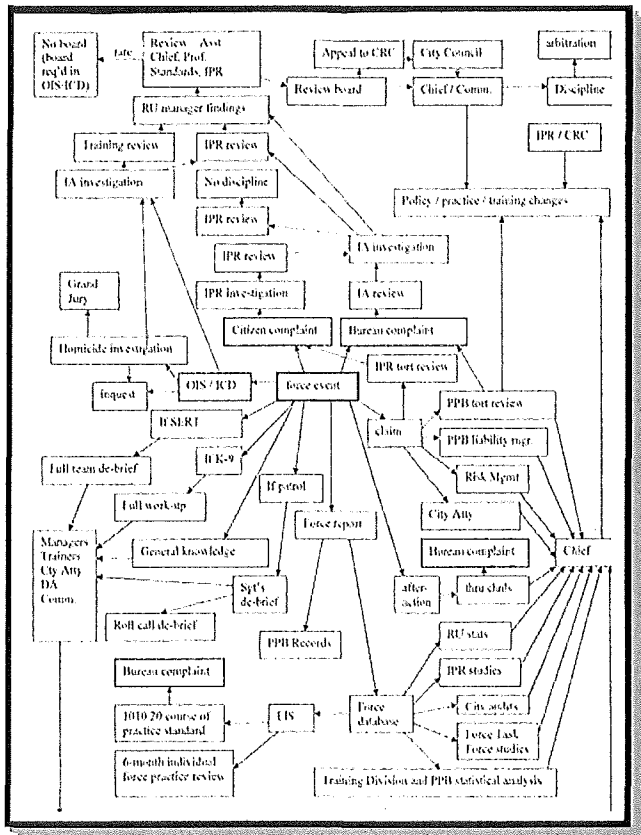 No board
(board
req'd in
OIS/ICD)
rare
Review – Asst
Chief, Prof.
Standards, IPR
Appeal to CRC
City Council
arbitration
Review board
Chief / Comm.
Discipline
RU manager findings
Training review
IPR review
IPR / CRC
IA investigation
No discipline
Policy / practice / training changes
IPR review
IPR review
IA investigation
Grand
Jury
IPR investigation
IA review
Citizen complaint
Bureau complaint
Homicide investigation
IPR tort review
inquest
OIS / ICD
force event
PPB tort review
If SERT
claim
PPB liability mgr.
Full team de-brief
If K-9
If patrol
Risk Mgmt
Full work-up
City Atty
Force report
Managers
Trainers
Cty Atty
DA
Comm.
General knowledge
Bureau complaint
Chief
Sgt's
de-brief
after-
action
thru chnls
Roll call de-brief
PPB Records
RU stats
Bureau complaint
IPR studies
1010.20 course of
practice standard
EIS
Force
database
City audits
Force Task
Force studies
6-month individual
force practice review
Training Division and PPB statistical analysis